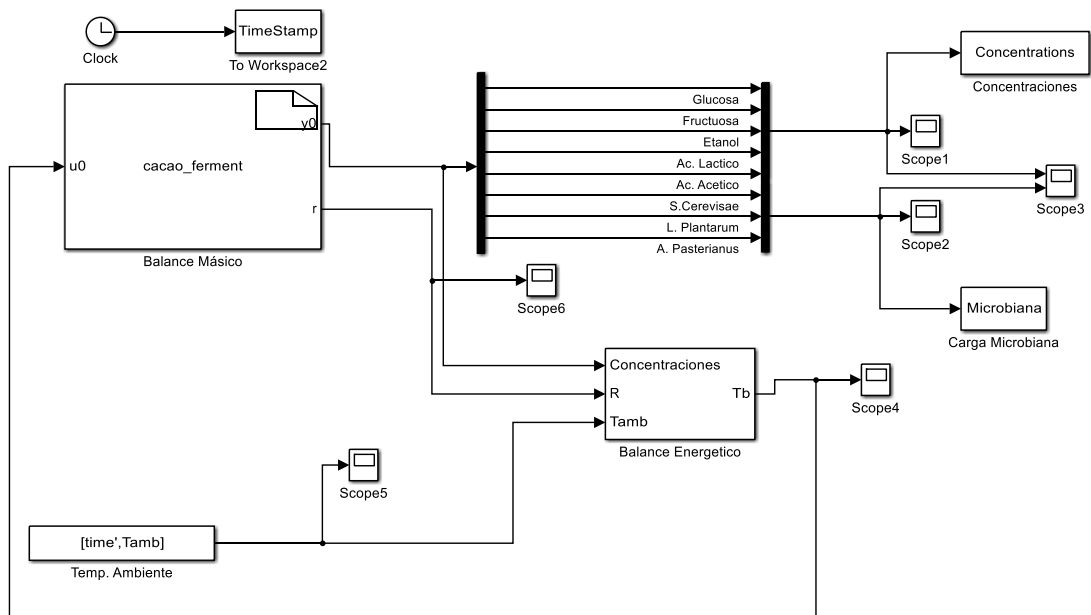 TimeStamp
Clock
To Workspace2
y0
u0
cacao_ferment
r
Balance Másico
Glucosa
Fructuosa
Etanol
Ac. Lactico
Ac. Acetico
S.Cerevisae
L. Plantarum
A. Pasterianus
Concentrations
Concentraciones
Scope1
Scope3
Scope2
Microbiana
Carga Microbiana
Scope6
Concentraciones
R
Tb
Tamb
Balance Energetico
Scope4
Scope5
[time',Tamb]
Temp. Ambiente